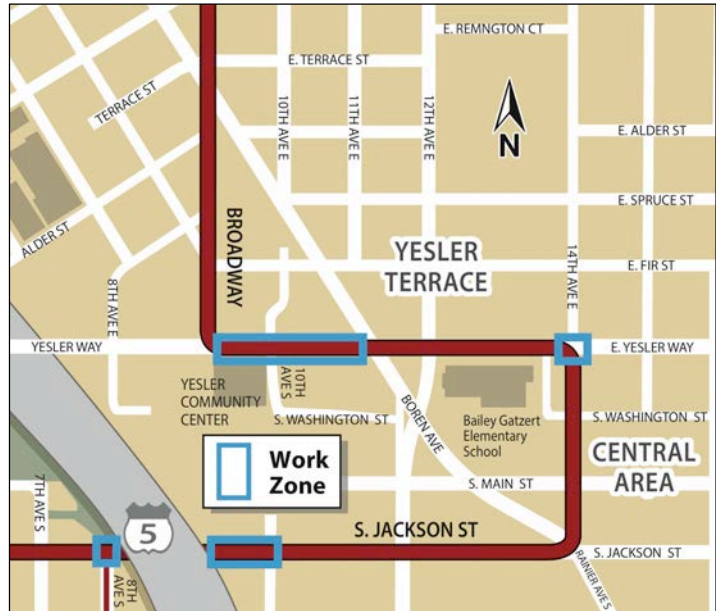 E. REMNGTON CT
E. TERRACE ST
TERRACE ST
10TH AVE E
11TH AVE E
12TH AVE E
N
E. ALDER ST
E. SPRUCE ST
ALDER ST
BROADWAY
YESLER
TERRACE
14TH AVE E
E. FIR ST
8TH AVE E
YESLER WAY
E. YESLER WAY
YESLER
COMMUNITY
CENTER
10TH
AVE S
S. WASHINGTON ST
BOREN AVE
Bailey Gatzert
Elementary
School
S. WASHINGTON ST
CENTRAL
AREA
Work
Zone
7TH AVE S
S. MAIN ST
5
S. JACKSON ST
S. JACKSON ST
8TH
AVE S
RAINIER AVE S